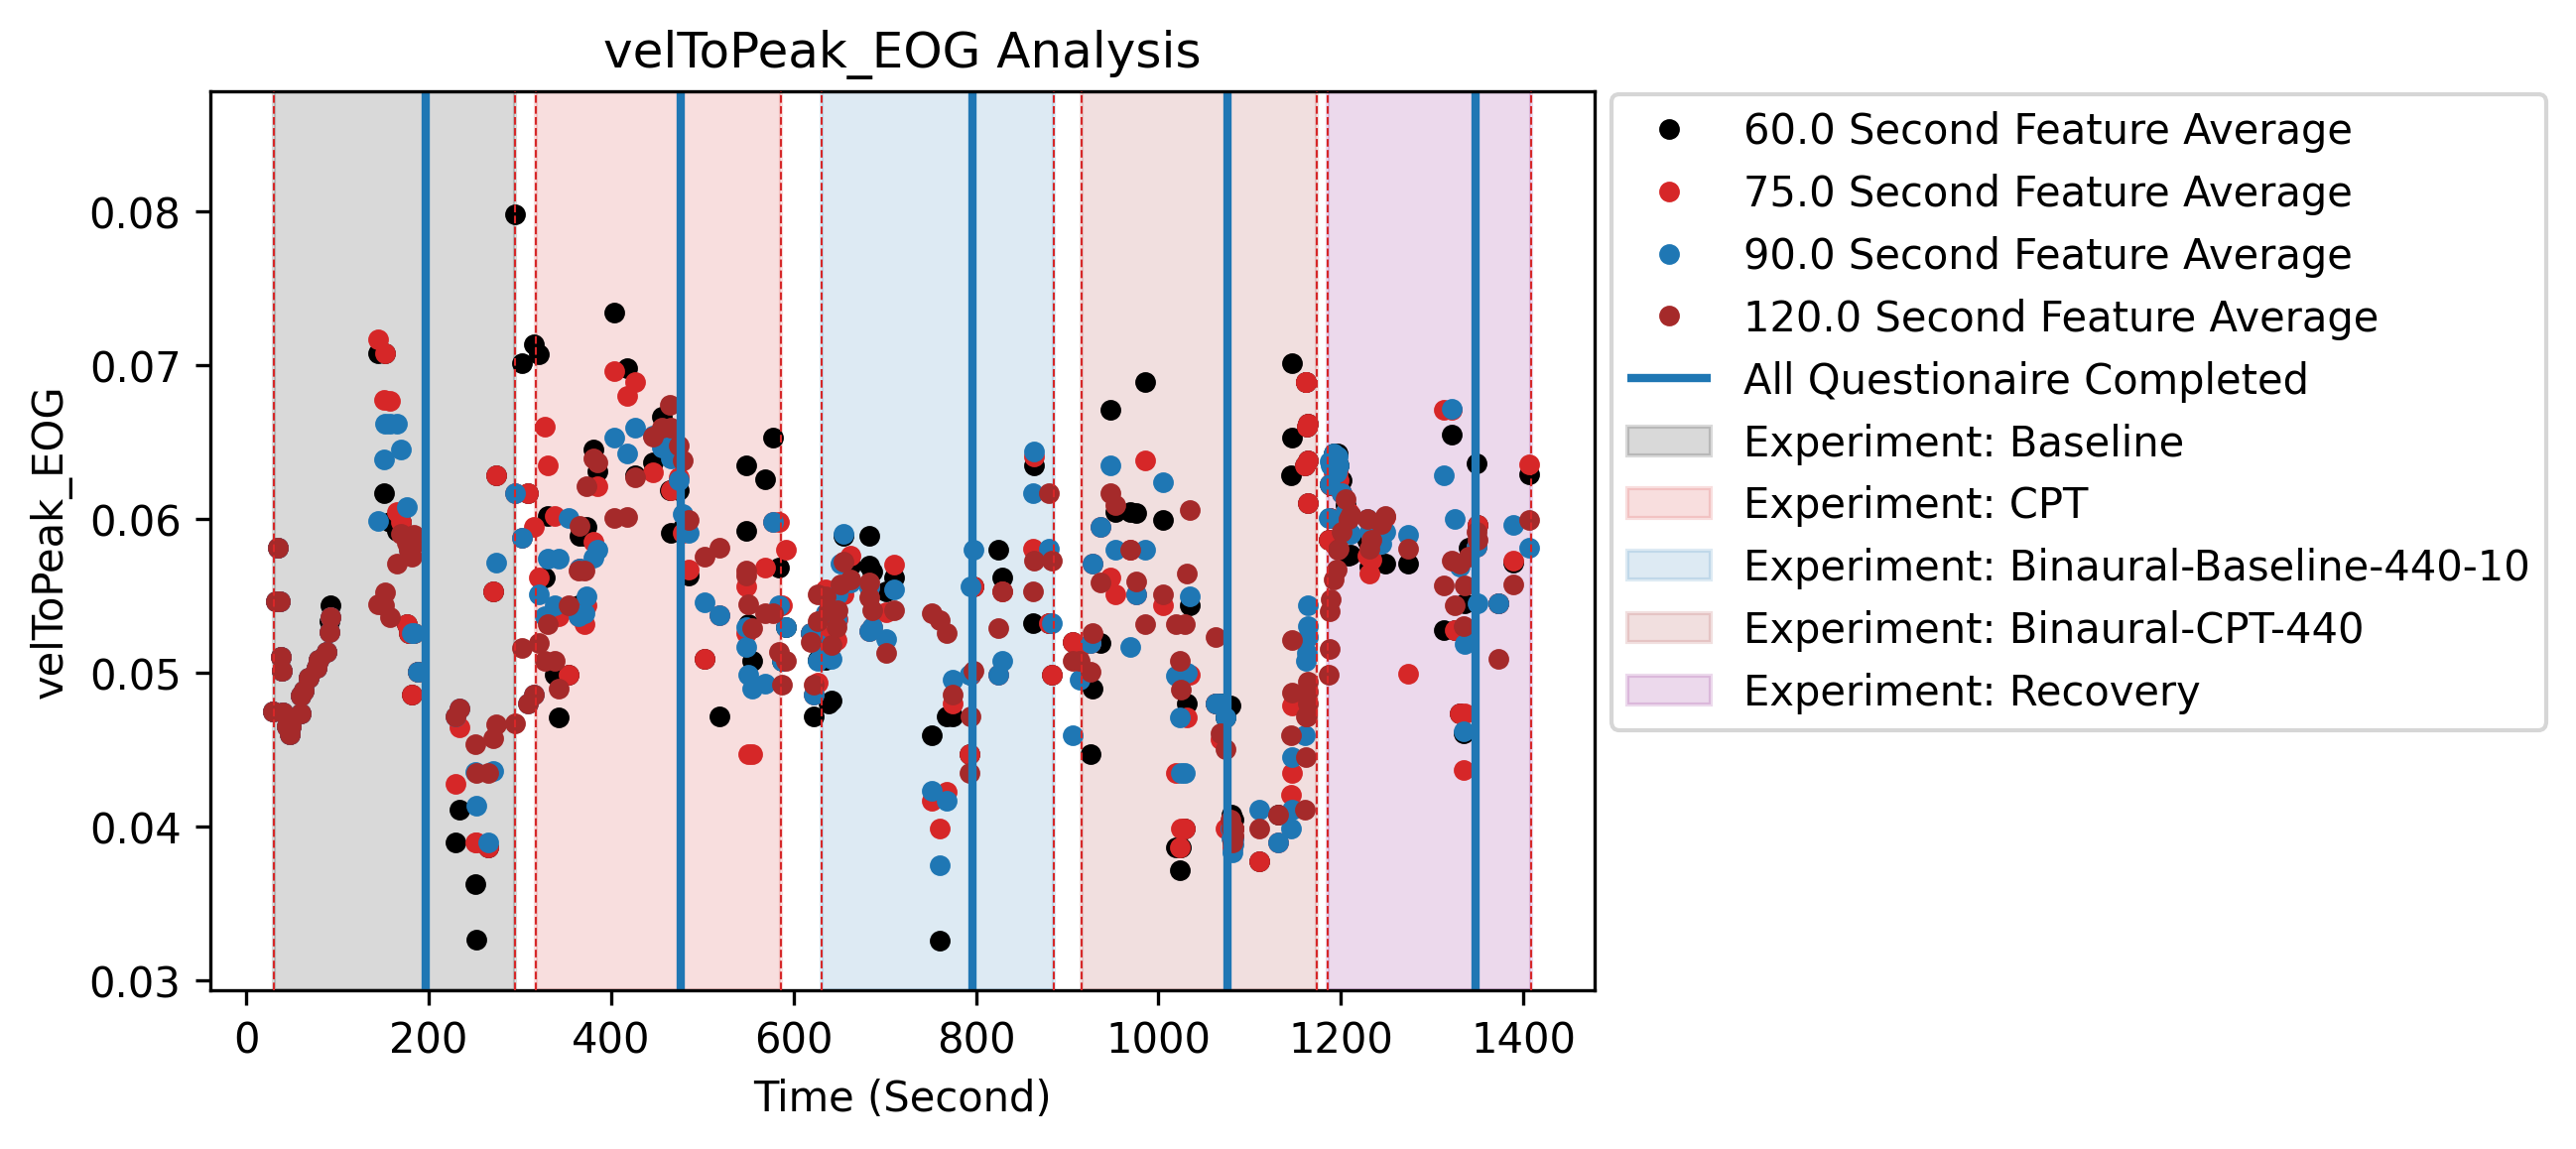 velToPeak_EOG Analysis
velToPeak_EOG
0.08
0.07
0.06
0.05
0.04
0.03
0 200 400 600 800 1000 1200 1400
Time (Second)
60.0 Second Feature Average
75.0 Second Feature Average
90.0 Second Feature Average
120.0 Second Feature Average
All Questionaire Completed
Experiment: Baseline
Experiment: CPT
Experiment: Binaural-Baseline-440-10
Experiment: Binaural-CPT-440
Experiment: Recovery